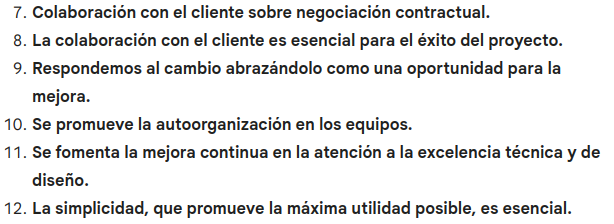 7. Colaboración con el cliente sobre negociación contractual.
8. La colaboración con el cliente es esencial para el éxito del proyecto.
9. Respondemos al cambio abrazándolo como una oportunidad para la
mejora.
10. Se promueve la autoorganización en los equipos.
11. Se fomenta la mejora continua en la atención a la excelencia técnica y de
diseño.
12. La simplicidad, que promueve la máxima utilidad posible, es esencial.